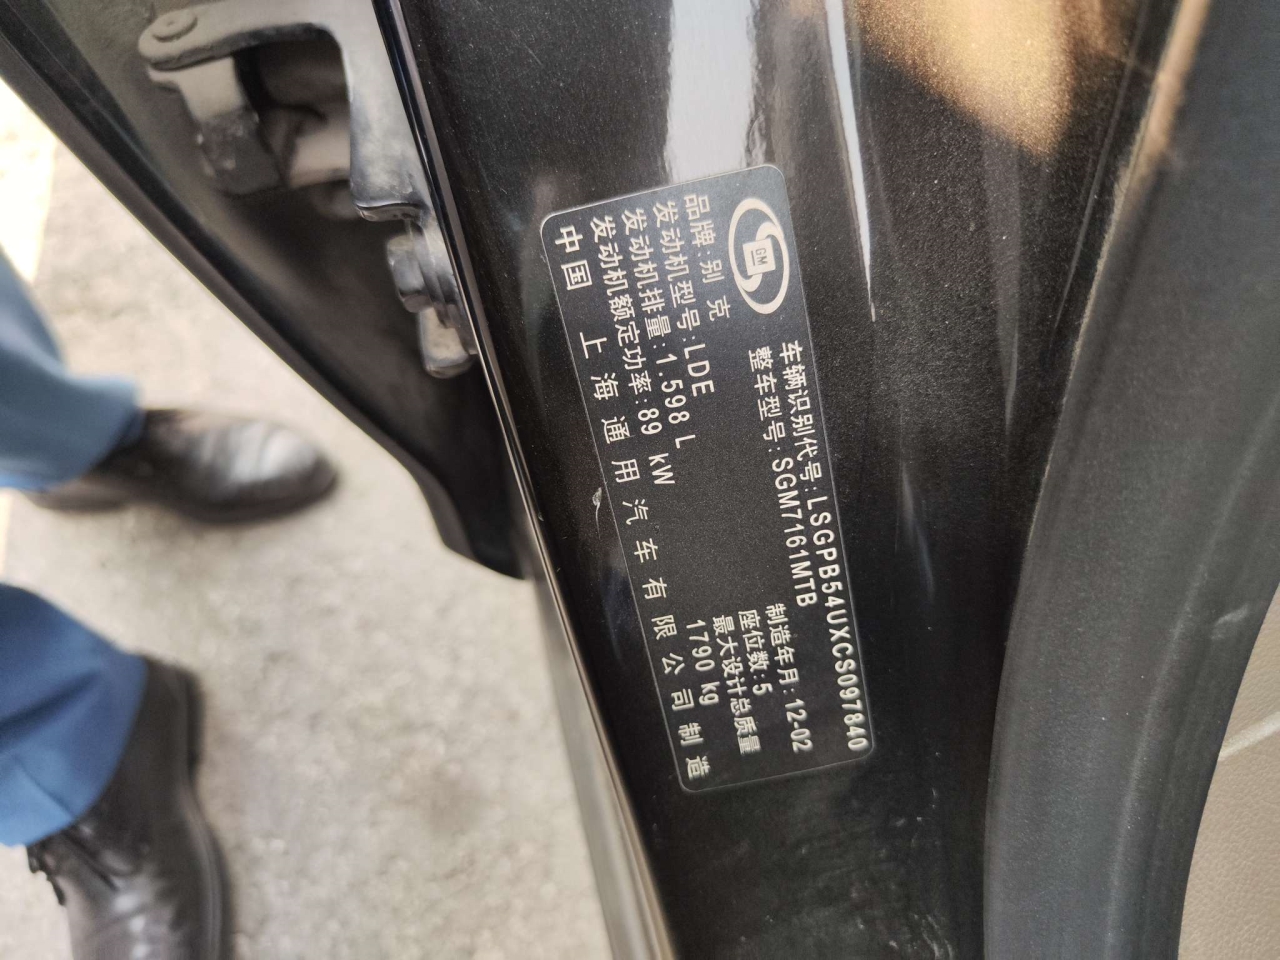 GM
车辆识别代号:LSGPB54UXCS097840
整车型号:SGM7161MTB
品牌:别克
制造年月:12-02
发动机型号:LDE
座位数:5
发动机排量:1.598 L
最大设计总质量
发动机额定功率:89 kW
1790 kg
中国 上海通用汽车有限公司制造